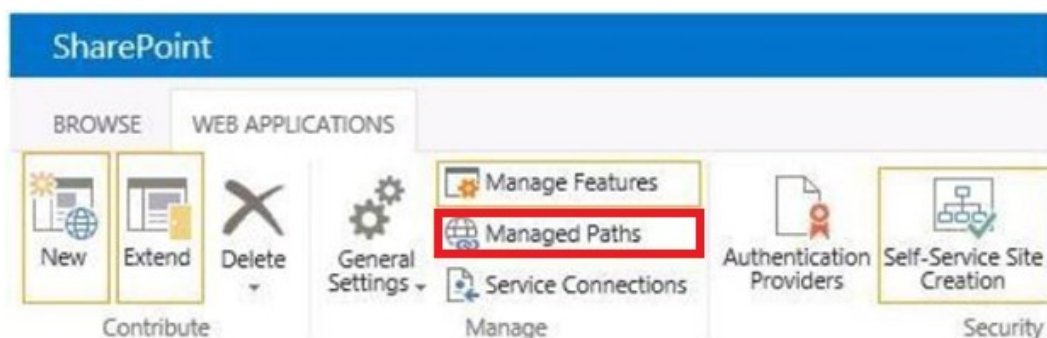 SharePoint
BROWSE WEB APPLICATIONS
New
Extend
Delete
General
Settings
Manage Features
Managed Paths
Service Connections
Authentication
Providers
Self-Service Site
Creation
Contribute
Manage
Security